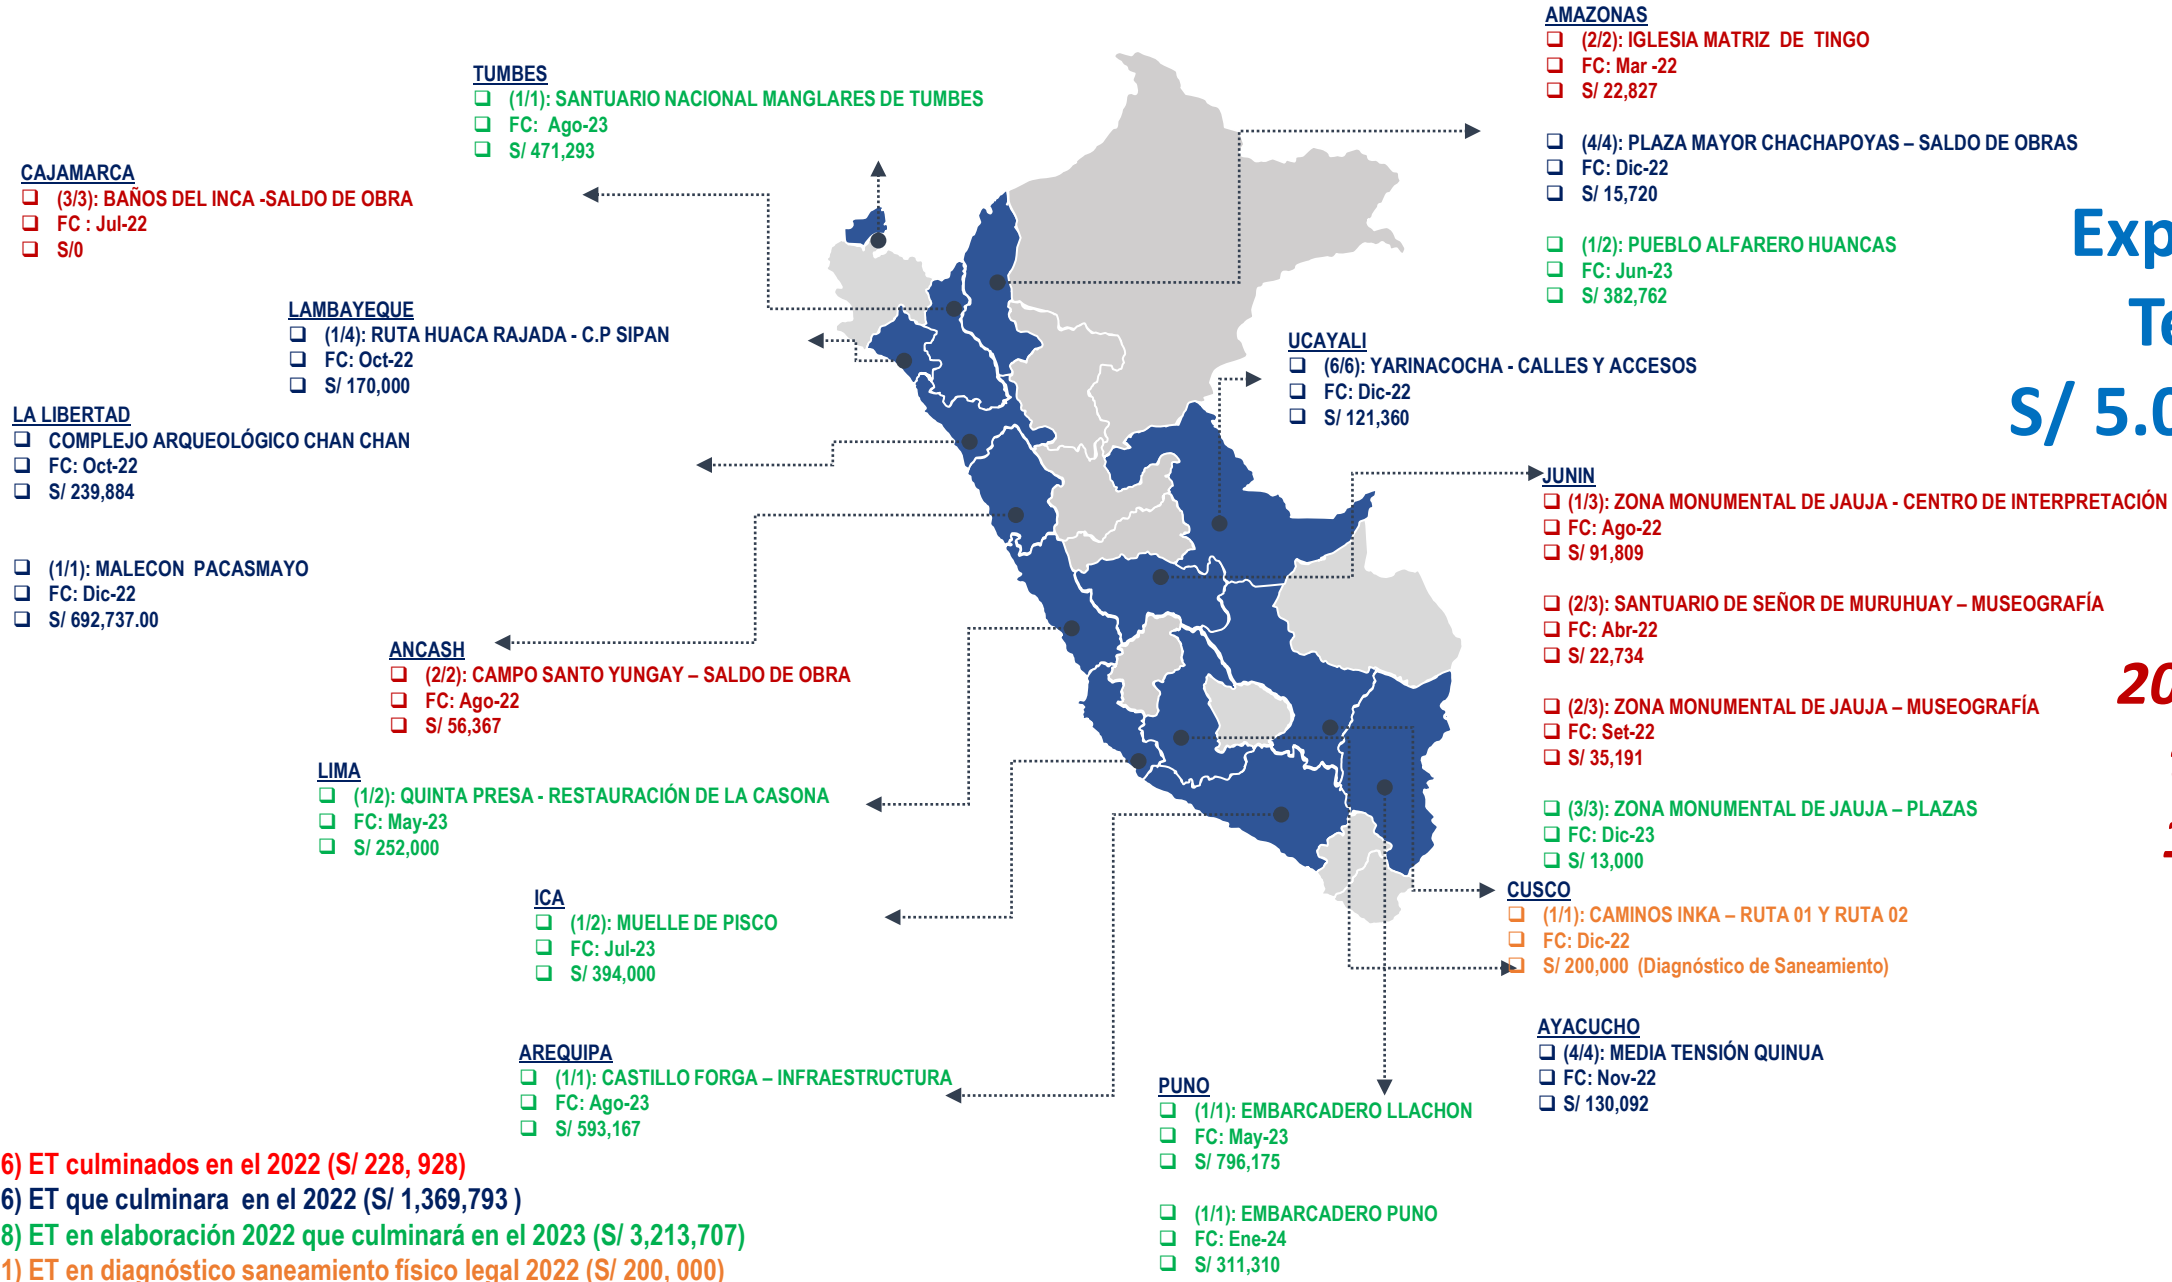 TUMBES
(1/1): SANTUARIO NACIONAL MANGLARES DE TUMBES
FC: Ago-23
S/ 471,293
CAJAMARCA
(3/3): BAÑOS DEL INCA -SALDO DE OBRA
FC : Jul-22
S/0
LAMBAYEQUE
(1/4): RUTA HUACA RAJADA - C.P SIPAN
FC: Oct-22
S/ 170,000
LA LIBERTAD
COMPLEJO ARQUEOLÓGICO CHAN CHAN
FC: Oct-22
S/ 239,884
(1/1): MALECON PACASMAYO
FC: Dic-22
S/ 692,737.00
ANCASH
(2/2): CAMPO SANTO YUNGAY – SALDO DE OBRA
FC: Ago-22
S/ 56,367
LIMA
(1/2): QUINTA PRESA - RESTAURACIÓN DE LA CASONA
FC: May-23
S/ 252,000
ICA
(1/2): MUELLE DE PISCO
FC: Jul-23
S/ 394,000
AREQUIPA
(1/1): CASTILLO FORGA – INFRAESTRUCTURA
FC: Ago-23
S/ 593,167
AMAZONAS
(2/2): IGLESIA MATRIZ DE TINGO
FC: Mar -22
S/ 22,827
(4/4): PLAZA MAYOR CHACHAPOYAS – SALDO DE OBRAS
FC: Dic-22
S/ 15,720
(1/2): PUEBLO ALFARERO HUANCAS
FC: Jun-23
S/ 382,762
UCAYALI
(6/6): YARINACOCHA - CALLES Y ACCESOS
FC: Dic-22
S/ 121,360
JUNIN
(1/3): ZONA MONUMENTAL DE JAUJA - CENTRO DE INTERPRETACIÓN
FC: Ago-22
S/ 91,809
(2/3): SANTUARIO DE SEÑOR DE MURUHUAY – MUSEOGRAFÍA
FC: Abr-22
S/ 22,734
(2/3): ZONA MONUMENTAL DE JAUJA – MUSEOGRAFÍA
FC: Set-22
S/ 35,191
(3/3): ZONA MONUMENTAL DE JAUJA – PLAZAS
FC: Dic-23
S/ 13,000
CUSCO
(1/1): CAMINOS INKA – RUTA 01 Y RUTA 02
FC: Dic-22
S/ 200,000 (Diagnóstico de Saneamiento)
AYACUCHO
(4/4): MEDIA TENSIÓN QUINUA
FC: Nov-22
S/ 130,092
PUNO
(1/1): EMBARCADERO LLACHON
FC: May-23
S/ 796,175
(1/1): EMBARCADERO PUNO
FC: Ene-24
S/ 311,310
Exp
Te
S/ 5.0
20
6) ET culminados en el 2022 (S/ 228, 928)
6) ET que culminara en el 2022 (S/ 1,369,793 )
8) ET en elaboración 2022 que culminará en el 2023 (S/ 3,213,707)
1) ET en diagnóstico saneamiento físico legal 2022 (S/ 200, 000)